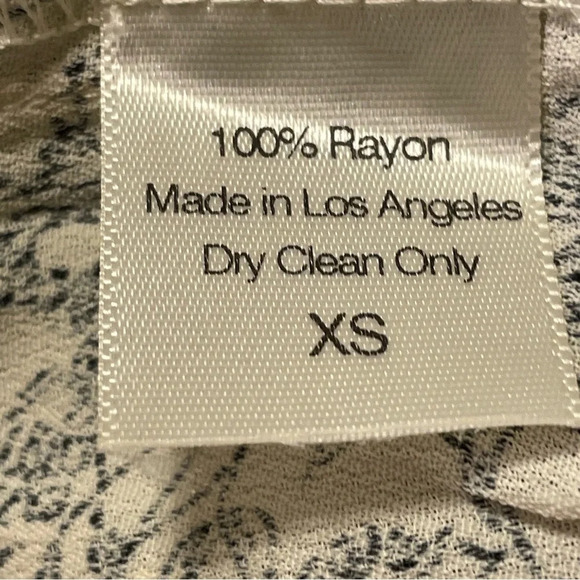 100% Rayon
Made in Los Angeles
Dry Clean Only
XS